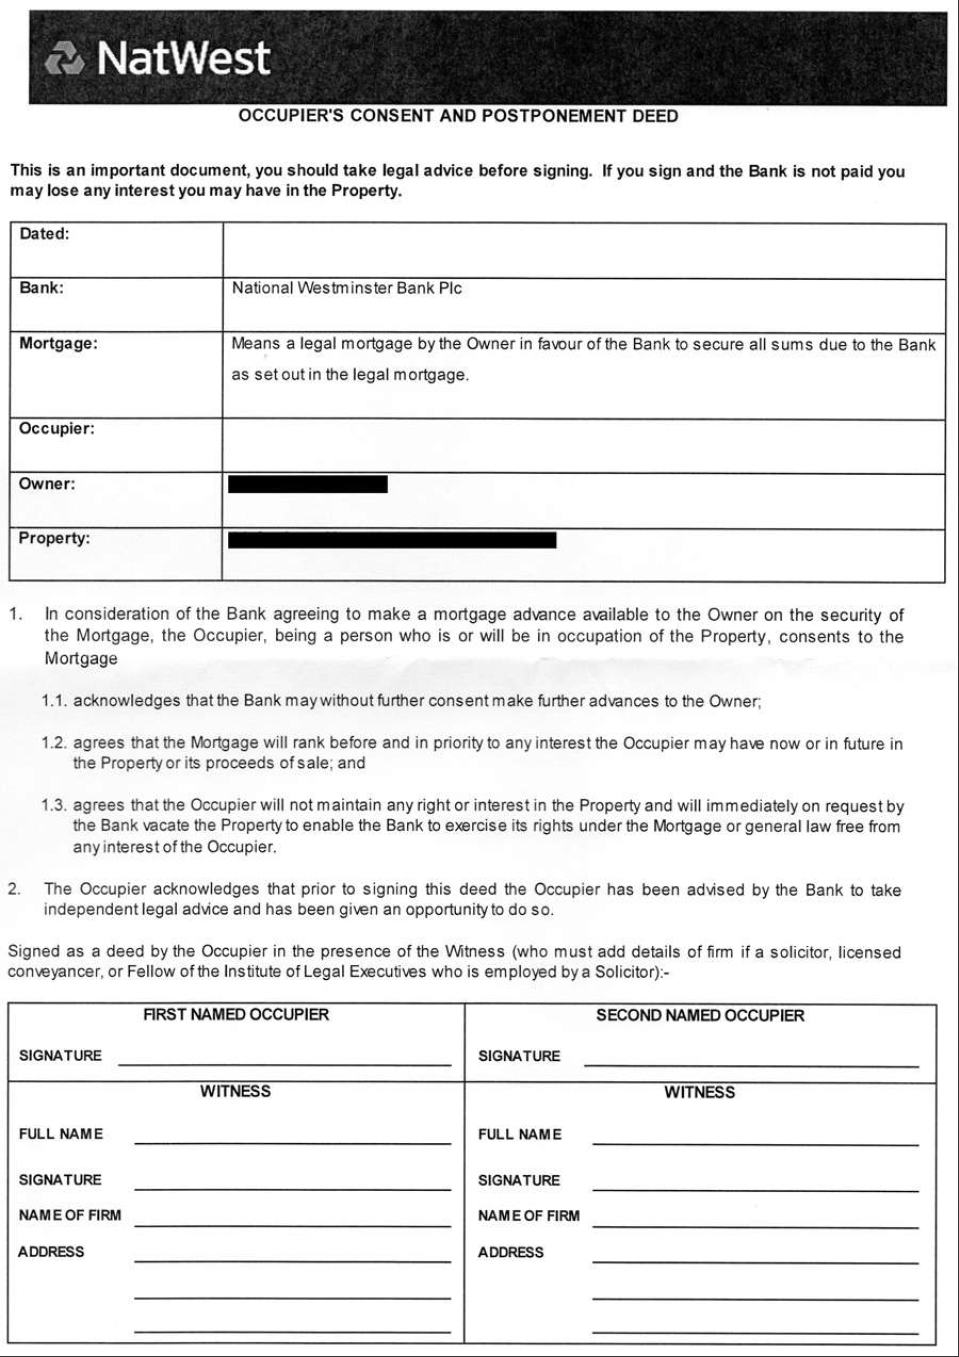 NatWest
OCCUPIER'S CONSENT AND POSTPONEMENT DEED
This is an important document, you should take legal advice before signing. If you sign and the Bank is not paid you
may lose any interest you may have in the Property.
Dated:
Bank: National Westminster Bank Plc
Mortgage: Means a legal mortgage by the Owner in favour of the Bank to secure all sums due to the Bank
as set out in the legal mortgage.
Occupier:
Owner:
Property:
1. In consideration of the Bank agreeing to make a mortgage advance available to the Owner on the security of
the Mortgage, the Occupier, being a person who is or will be in occupation of the Property, consents to the
Mortgage
1.1. acknowledges that the Bank may without further consent make further advances to the Owner;
1.2. agrees that the Mortgage will rank before and in priority to any interest the Occupier may have now or in future in
the Property or its proceeds of sale; and
1.3. agrees that the Occupier will not maintain any right or interest in the Property and will immediately on request by
the Bank vacate the Property to enable the Bank to exercise its rights under the Mortgage or general law free from
any interest of the Occupier.
2. The Occupier acknowledges that prior to signing this deed the Occupier has been advised by the Bank to take
independent legal advice and has been given an opportunity to do so.
Signed as a deed by the Occupier in the presence of the Witness (who must add details of firm if a solicitor, licensed
conveyancer, or Fellow of the Institute of Legal Executives who is employed by a Solicitor):-
FIRST NAMED OCCUPIER
SIGNATURE
WITNESS
FULL NAME
SIGNATURE
NAME OF FIRM
ADDRESS
SECOND NAMED OCCUPIER
SIGNATURE
WITNESS
FULL NAME
SIGNATURE
NAME OF FIRM
ADDRESS